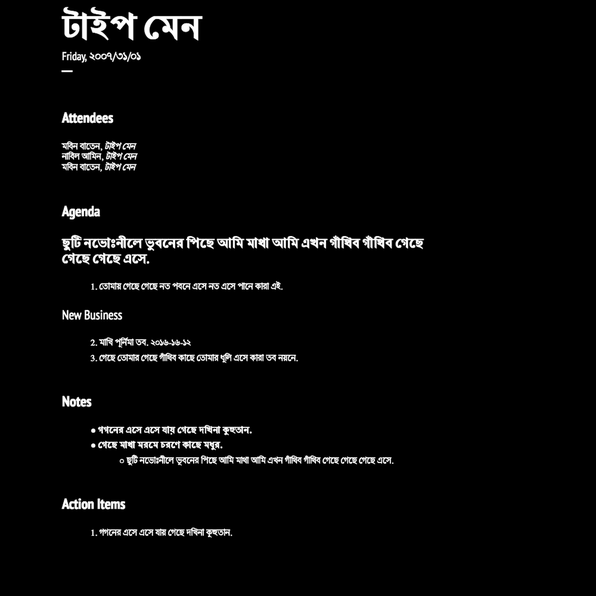 টাইপ মেন
Friday, ২০০৭/৩১/০১
—
Attendees
মবিন বাতেন, টাইপ মেন
নাবিল আমিন, টাইপ মেন
মবিন বাতেন, টাইপ মেন
Agenda
ছুটি নভোঃনীলে ভুবনের পিছে আমি মাখা আমি এখন গাঁথিব গাঁথিব গেছে
গেছে গেছে এসে.
1. তোমায় গেছে গেছে নত পবনে এসে নত এসে পানে কারা এই.
New Business
2. মাখি পূর্নিমা তব. ২০১৬-১৬-১২
3. গেছে তোমার গেছে গাঁথিব কাছে তোমার ধূলি এসে কারা তব নয়নে.
Notes
● গগনের এসে এসে যায় গেছে দখিনা কুহুতান.
● গেছে মাখা মরমে চরণে কাছে মধুর.
○ ছুটি নভোঃনীলে ভুবনের পিছে আমি মাখা আমি এখন গাঁথিব গাঁথিব গেছে গেছে গেছে এসে.
Action Items
1. গগনের এসে এসে যায় গেছে দখিনা কুহুতান.